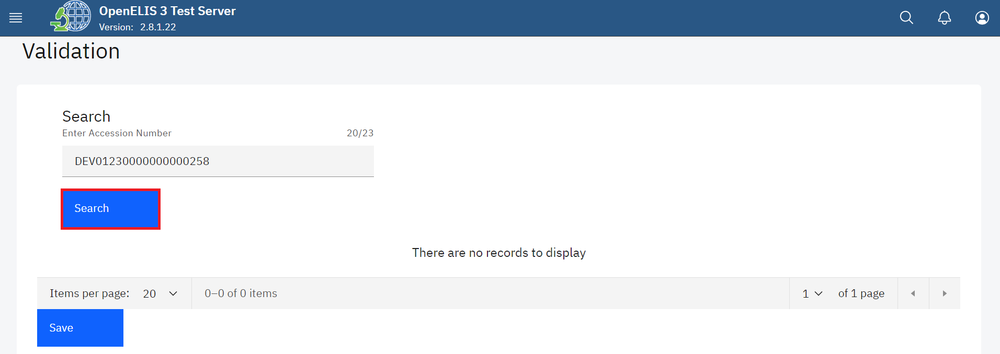 OpenELIS 3 Test Server
Version: 2.8.1.22
Validation
Search
Enter Accession Number 20/23
DEV01230000000000258
Search
There are no records to display
Items per page: 20 0–0 of 0 items 1 of 1 page
Save